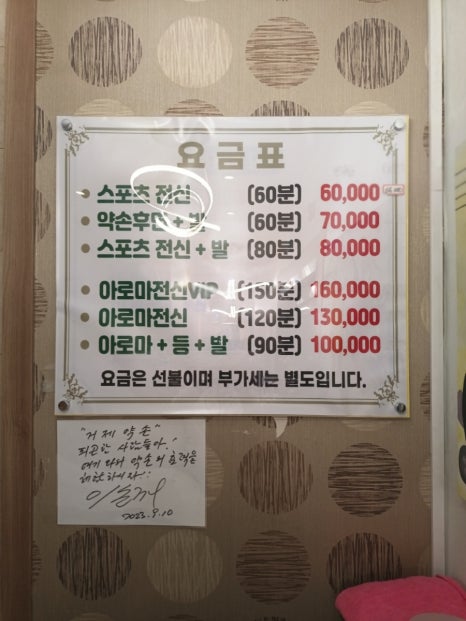 요금표
스포츠 전신 (60분) 60,000
약손후면 + 발 (60분) 70,000
스포츠 전신 + 발 (80분) 80,000
아로마전신VIP (150분) 160,000
아로마전신 (120분) 130,000
아로마 + 등 + 발 (90분) 100,000
요금은 선불이며 부가세는 별도입니다.
"거제약손"
피곤한 사람들아
여기 와서 약손의 효력을
2023.9.10